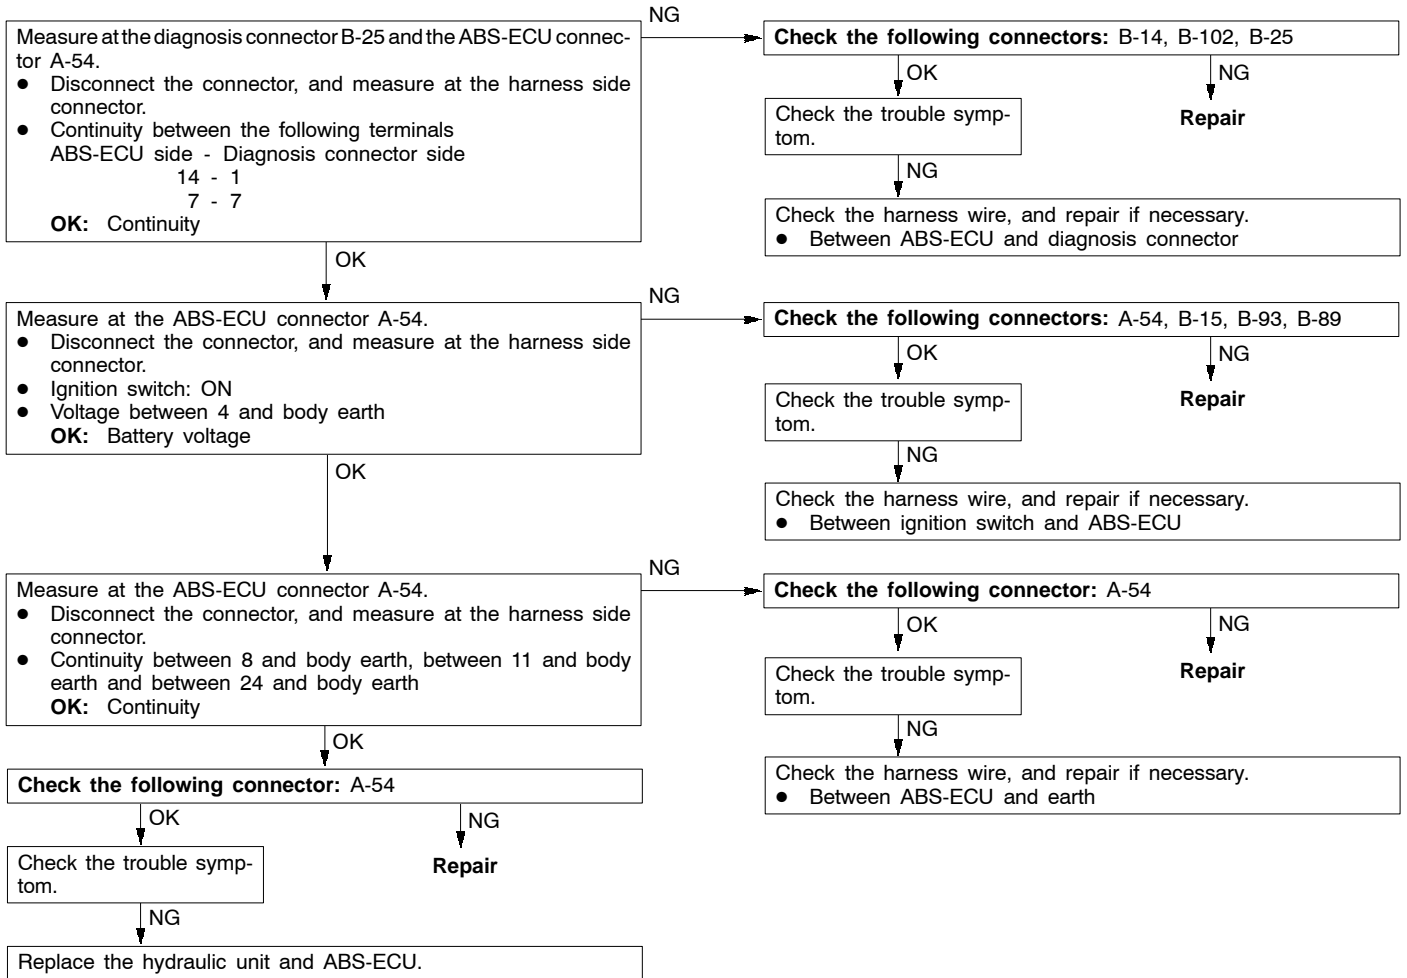 NG
Measure at the diagnosis connector B-25 and the ABS-ECU connec-
tor A-54.
● Disconnect the connector, and measure at the harness side
connector.
● Continuity between the following terminals
ABS-ECU side - Diagnosis connector side
14 - 1
7 - 7
OK: Continuity
Check the following connectors: B-14, B-102, B-25
OK
NG
Check the trouble symp-
tom.
Repair
NG
Check the harness wire, and repair if necessary.
● Between ABS-ECU and diagnosis connector
OK
NG
Measure at the ABS-ECU connector A-54.
● Disconnect the connector, and measure at the harness side
connector.
● Ignition switch: ON
● Voltage between 4 and body earth
OK: Battery voltage
Check the following connectors: A-54, B-15, B-93, B-89
OK
NG
Check the trouble symp-
tom.
Repair
NG
Check the harness wire, and repair if necessary.
● Between ignition switch and ABS-ECU
OK
NG
Measure at the ABS-ECU connector A-54.
● Disconnect the connector, and measure at the harness side
connector.
● Continuity between 8 and body earth, between 11 and body
earth and between 24 and body earth
OK: Continuity
Check the following connector: A-54
OK
NG
Check the trouble symp-
tom.
Repair
NG
Check the harness wire, and repair if necessary.
● Between ABS-ECU and earth
OK
Check the following connector: A-54
OK
NG
Check the trouble symp-
tom.
Repair
NG
Replace the hydraulic unit and ABS-ECU.